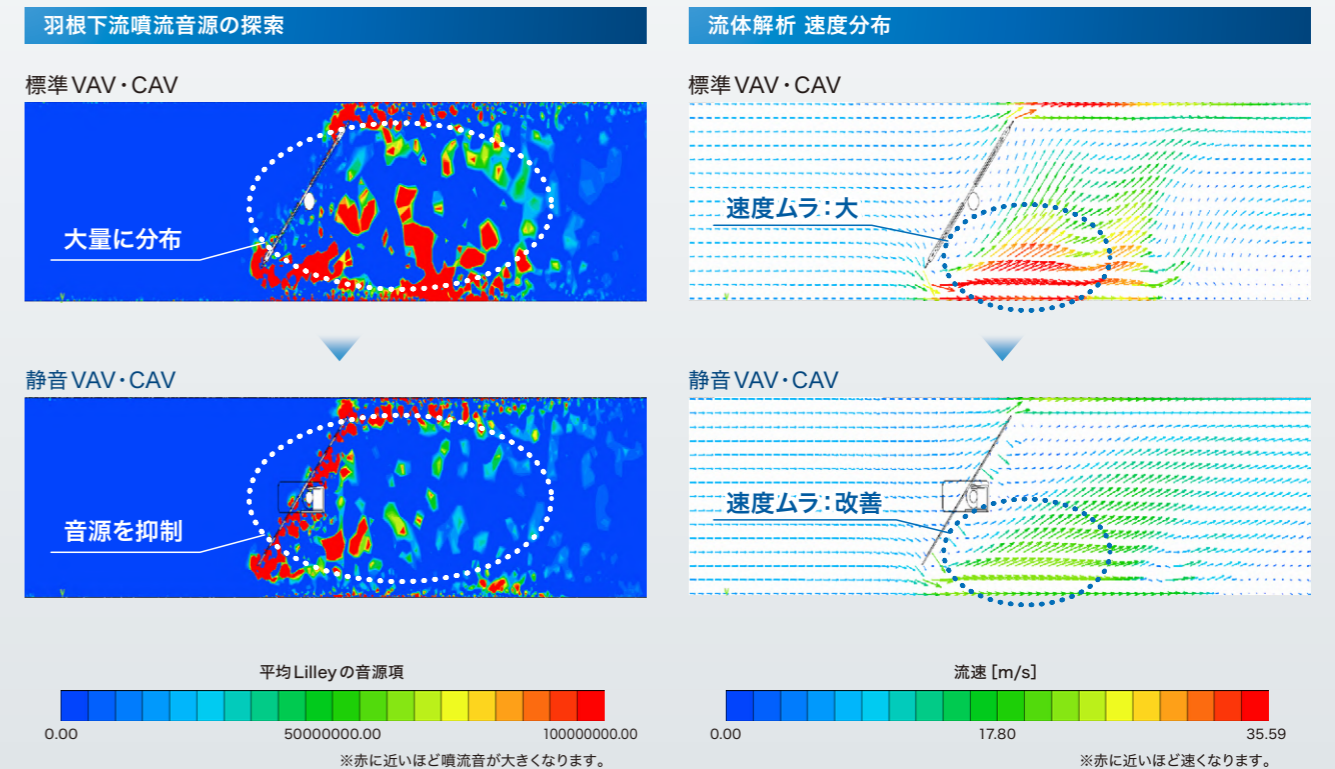 羽根下流噴流音源の探索
標準VAV・CAV
大量に分布
静音VAV・CAV
音源を抑制
平均Lilleyの音源項
0.00 500000000.00 100000000.00
※赤に近いほど噴流音が大きくなります。
流体解析 速度分布
標準VAV・CAV
速度ムラ：大
静音VAV・CAV
速度ムラ：改善
流速 [m/s]
0.00 17.80 35.59
※赤に近いほど速くなります。